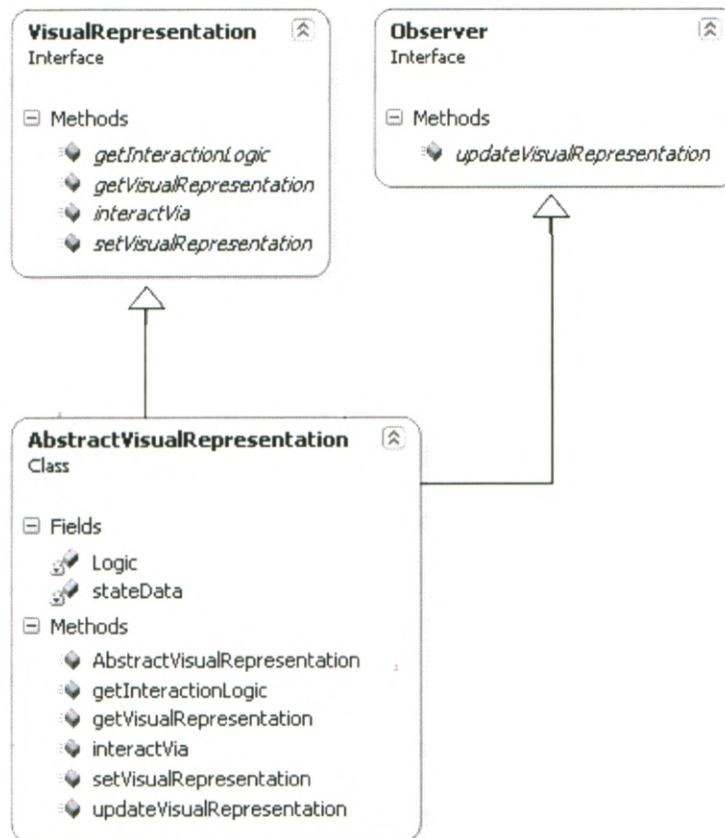 VisualRepresentation
Interface
Methods
getInteractionLogic
getVisualRepresentation
interactVia
setVisualRepresentation
Observer
Interface
Methods
updateVisualRepresentation
AbstractVisualRepresentation
Class
Fields
Logic
stateData
Methods
AbstractVisualRepresentation
getInteractionLogic
getVisualRepresentation
interactVia
setVisualRepresentation
updateVisualRepresentation